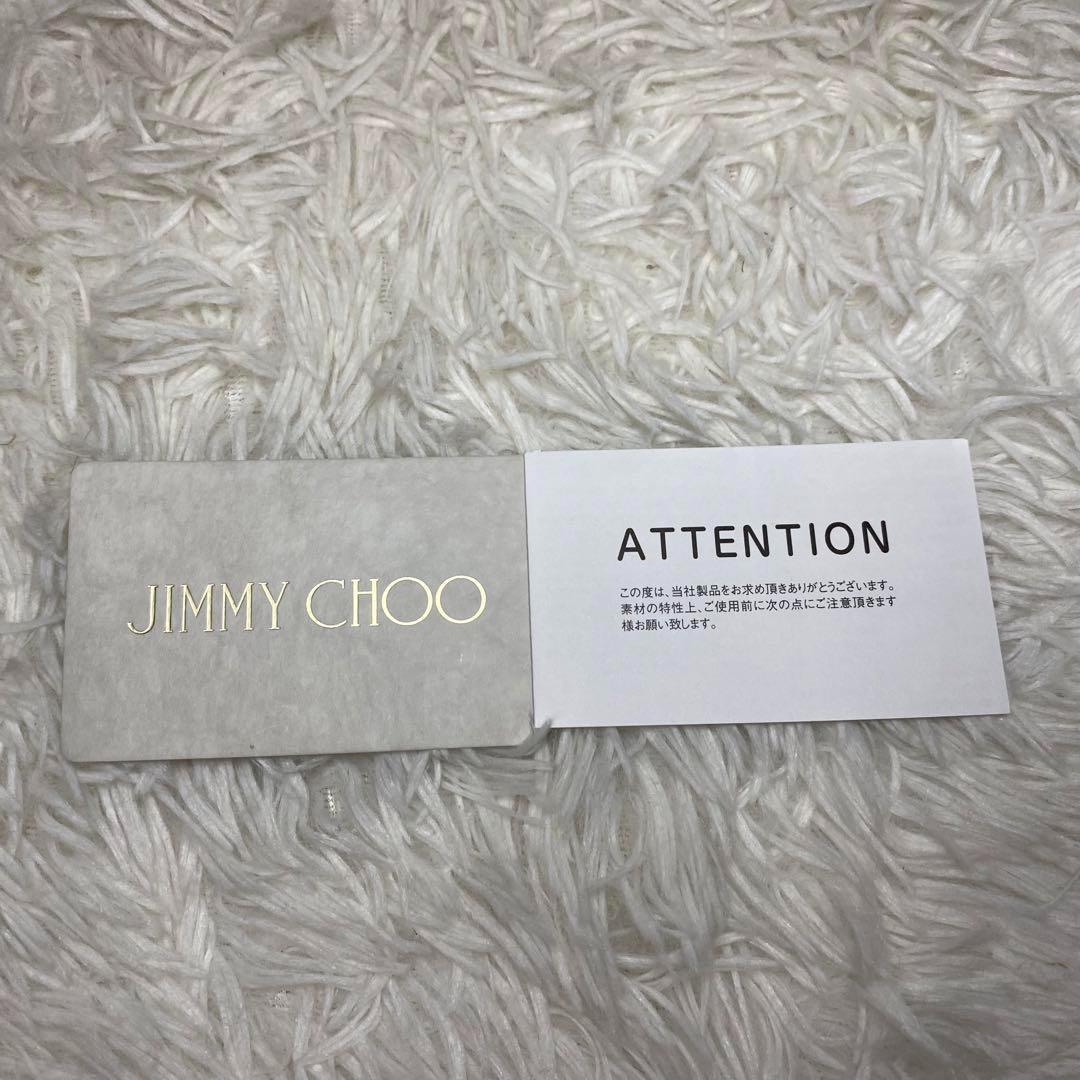 JIMMY CHOO
ATTENTION
この度は、当社製品をお求め頂きありがとうございます。
素材の特性上、ご使用前に次の点にご注意頂きます
様お願い致します。